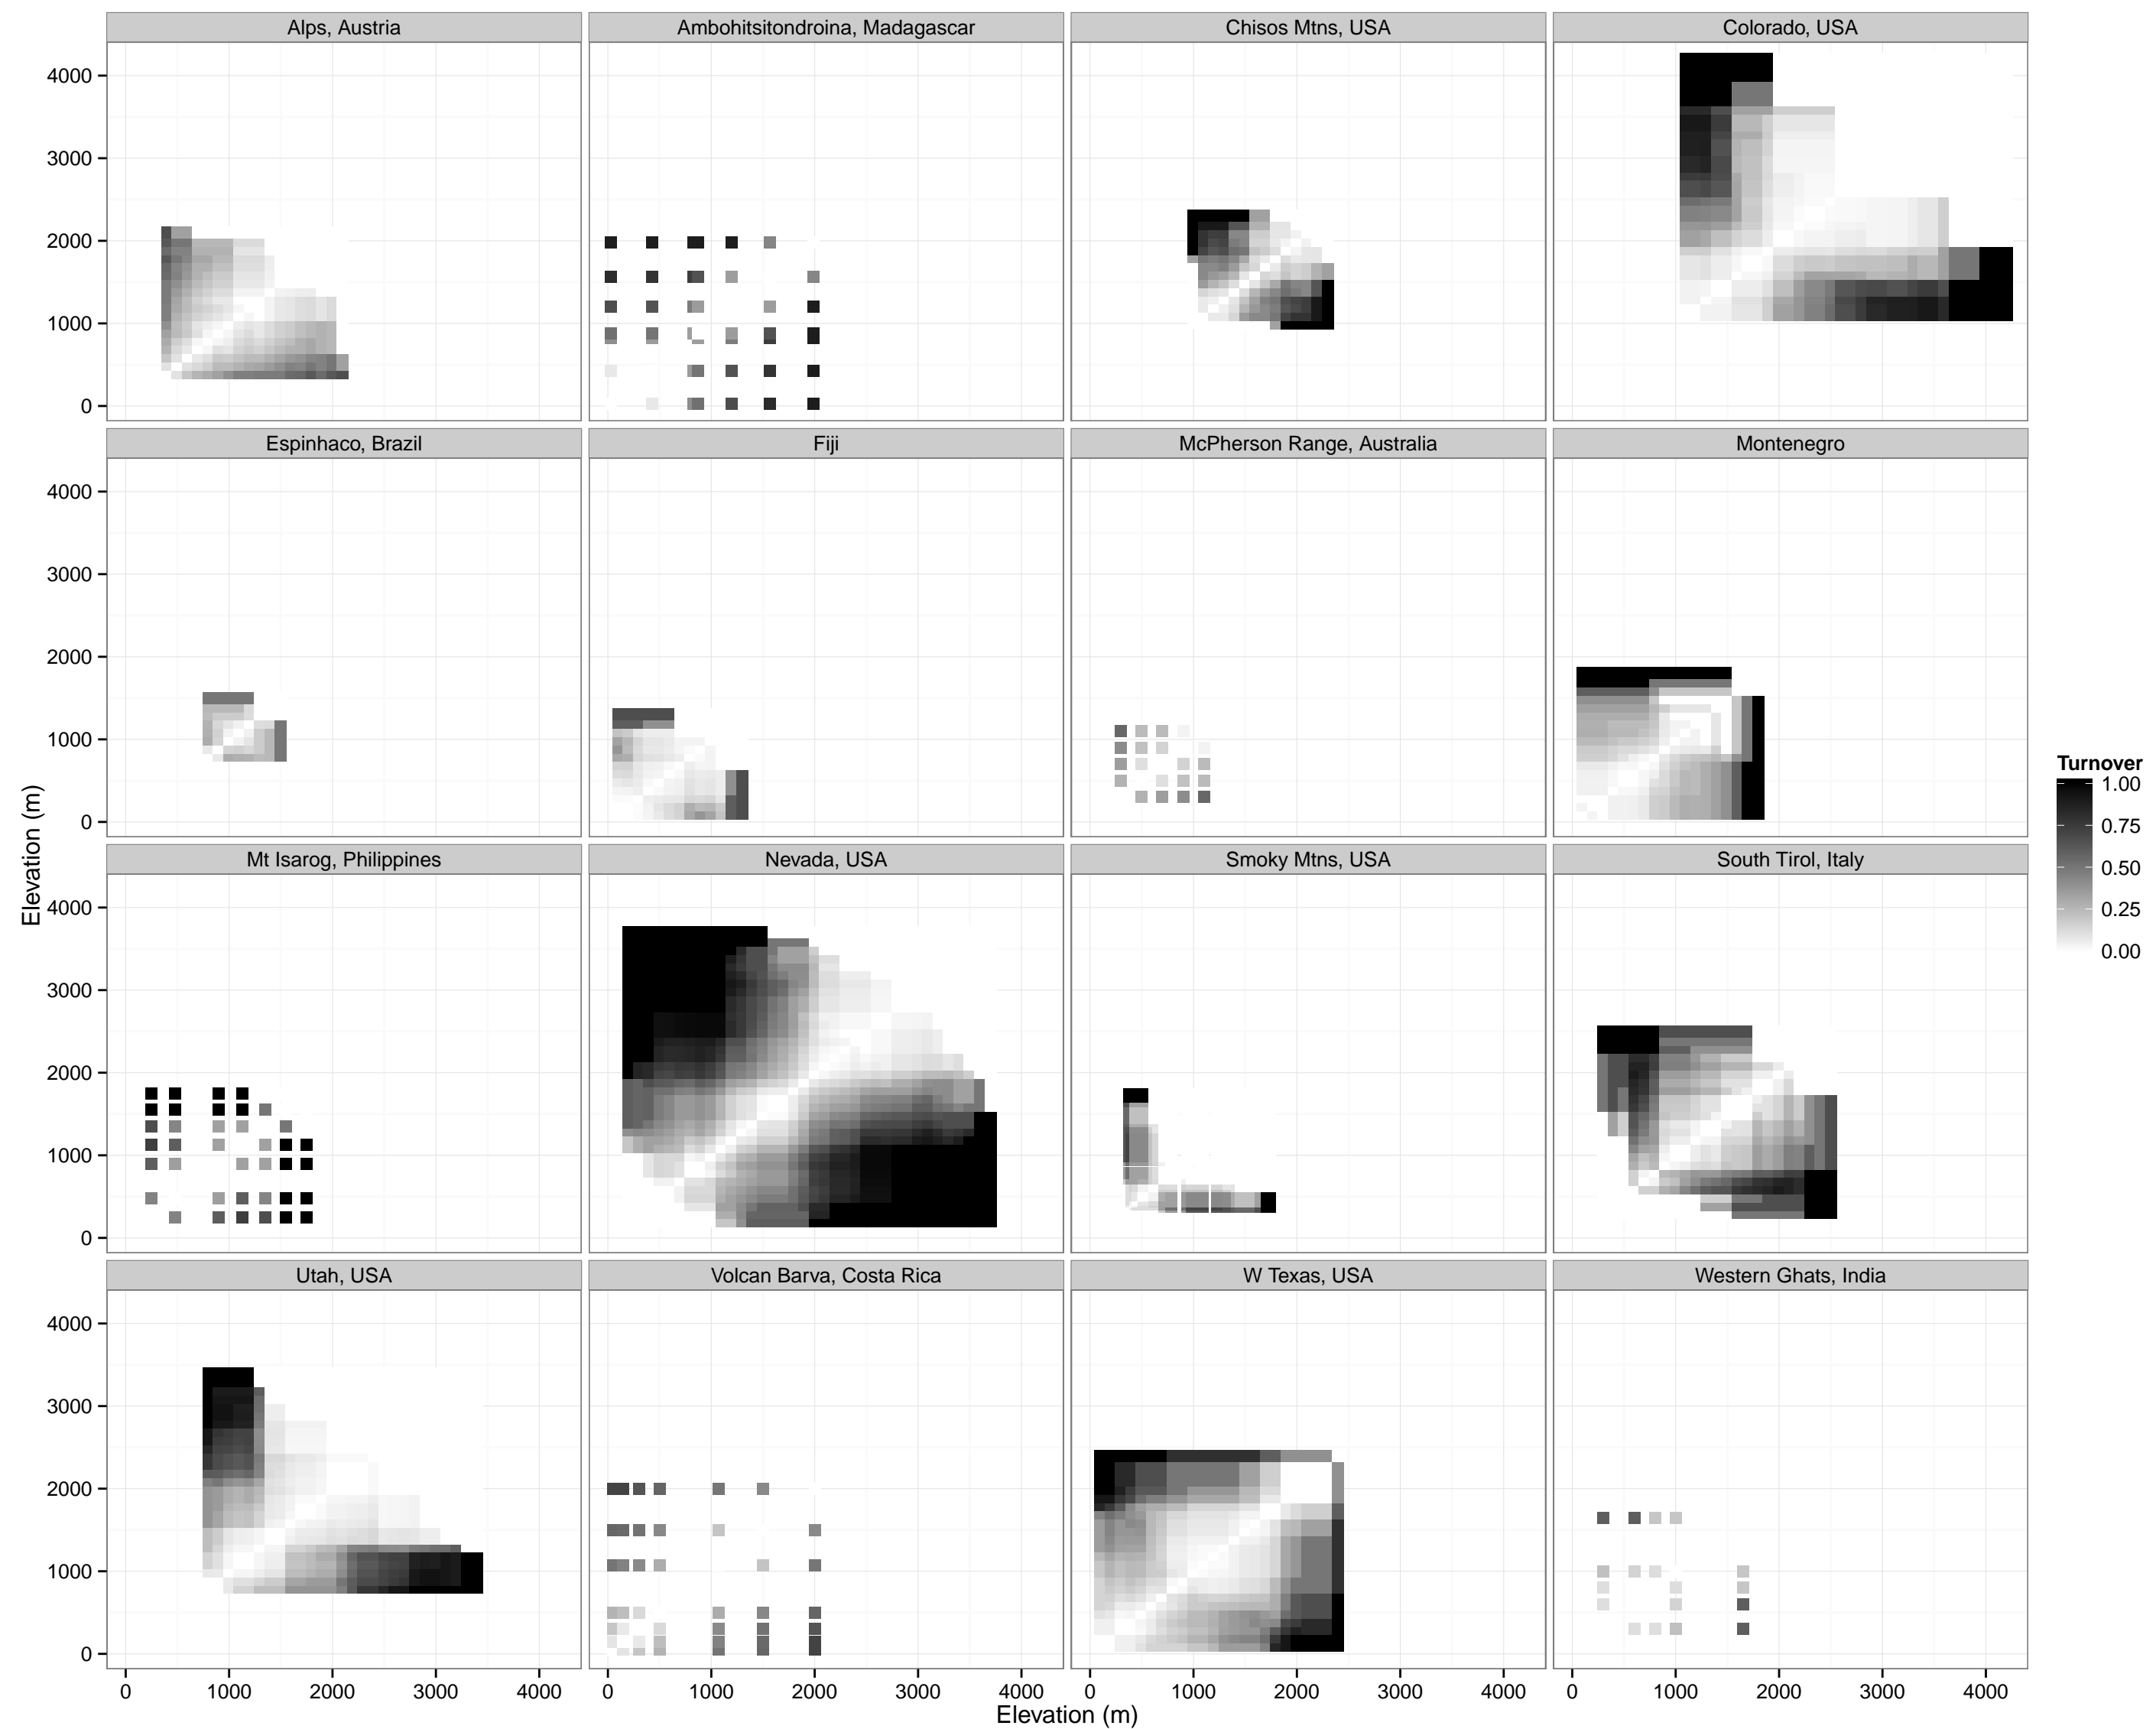 Alps, Austria
Ambohitsitondroina, Madagascar
Chisos Mtns, USA
Colorado, USA
4000
3000
2000
1000
0
Espinhaco, Brazil
Fiji
McPherson Range, Australia
Montenegro
4000
3000
2000
1000
0
Mt Isarog, Philippines
Nevada, USA
Smoky Mtns, USA
South Tirol, Italy
4000
3000
2000
1000
0
Utah, USA
Volcan Barva, Costa Rica
W Texas, USA
Western Ghats, India
4000
3000
2000
1000
0
0 1000 2000 3000 4000
0 1000 2000 3000 4000
0 1000 2000 3000 4000
0 1000 2000 3000 4000
Elevation (m)
Elevation (m)
Turnover
1.00
0.75
0.50
0.25
0.00